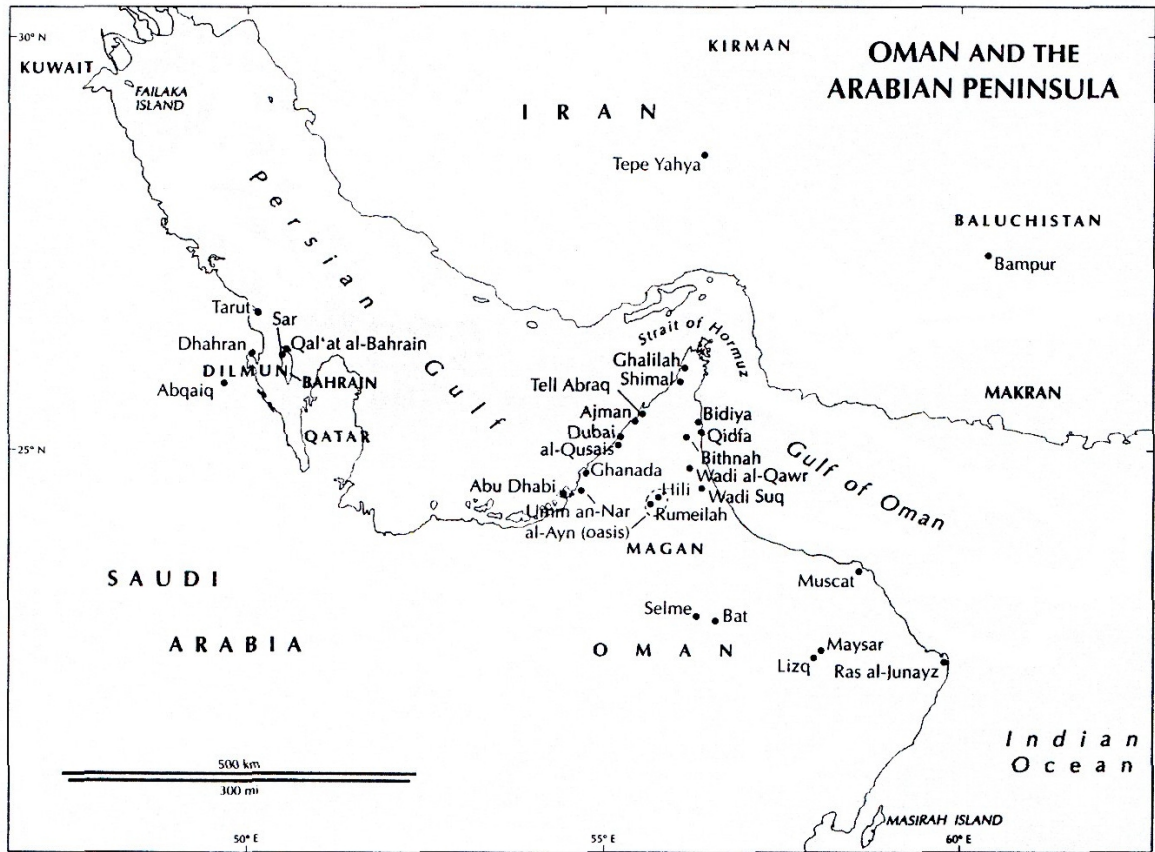 30° N
KIRMAN
OMAN AND THE
ARABIAN PENINSULA
KUWAIT
FAILAKA
ISLAND
IRAN
Tepe Yahya
Persian
Gulf
BALUCHISTAN
Bampur
Tarut
Sar
Strait of Hormuz
Dhahran
Qal‘at al-Bahrain
DILMUN
BAHRAIN
Ghalilah
Shimal
Abqaiq
Tell Abraq
MAKRAN
Ajman
Bidiya
QATAR
Dubai
Qidfa
25° N
al-Qusais
Bithnah
Gulf of Oman
Ghanada
Wadi al-Qawr
Abu Dhabi
Hili
Wadi Suq
Umm an-Nar
Rumeilah
al-Ayn (oasis)
MAGAN
SAUDI
ARABIA
Muscat
Selme
Bat
OMAN
Maysar
Lizq
Ras al-Junayz
Indian
Ocean
500 km
300 mi
MASIRAH ISLAND
50° E
55° E
60° E